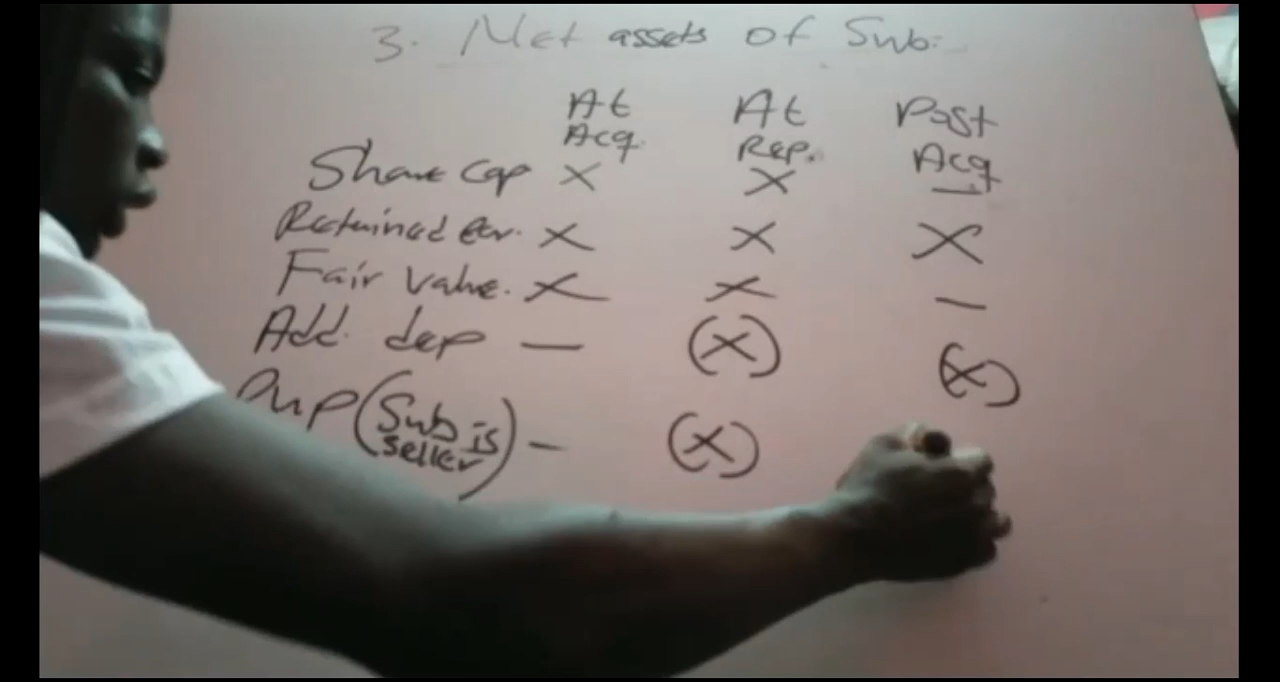 3. Net assets of Sub:
At Acq. At Rep. Post Acq
Share cap X X —
Retained ear. X X X
Fair value. X X —
Add. dep — (X) (X)
Pup (Sub is seller) — (X)